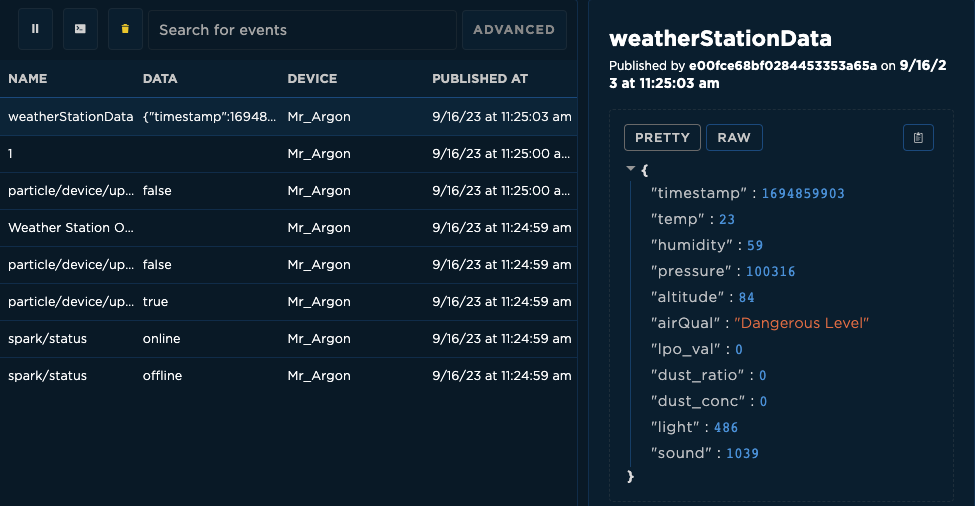 Search for events
ADVANCED
NAME DATA DEVICE PUBLISHED AT
weatherStationData {"timestamp":16948... Mr_Argon 9/16/23 at 11:25:03 am
1 Mr_Argon 9/16/23 at 11:25:00 a...
particle/device/up... false Mr_Argon 9/16/23 at 11:25:00 a...
Weather Station O... Mr_Argon 9/16/23 at 11:24:59 am
particle/device/up... false Mr_Argon 9/16/23 at 11:24:59 am
particle/device/up... true Mr_Argon 9/16/23 at 11:24:59 am
spark/status online Mr_Argon 9/16/23 at 11:24:59 am
spark/status offline Mr_Argon 9/16/23 at 11:24:59 am
weatherStationData
Published by e00fce68bf0284453353a65a on 9/16/2
3 at 11:25:03 am
PRETTY RAW
{
"timestamp" : 1694859903
"temp" : 23
"humidity" : 59
"pressure" : 100316
"altitude" : 84
"airQual" : "Dangerous Level"
"lpo_val" : 0
"dust_ratio" : 0
"dust_conc" : 0
"light" : 486
"sound" : 1039
}